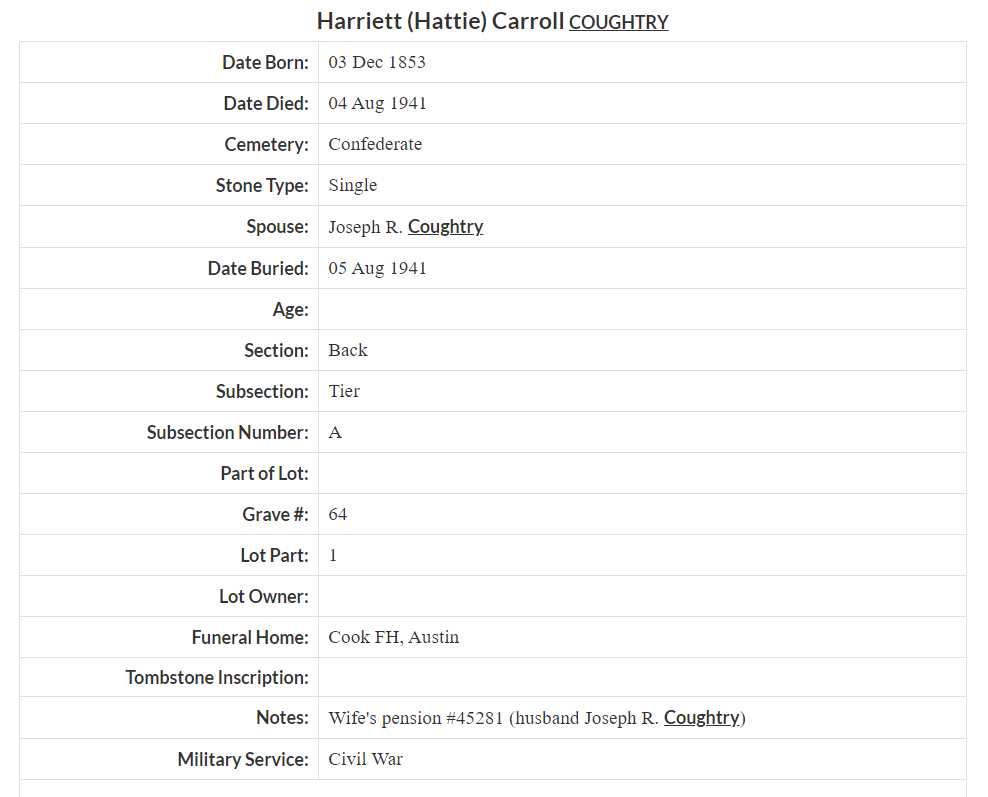 Harriett (Hattie) Carroll COUGHTRY
Date Born: 03 Dec 1853
Date Died: 04 Aug 1941
Cemetery: Confederate
Stone Type: Single
Spouse: Joseph R. Coughtry
Date Buried: 05 Aug 1941
Age:
Section: Back
Subsection: Tier
Subsection Number: A
Part of Lot:
Grave #: 64
Lot Part: 1
Lot Owner:
Funeral Home: Cook FH, Austin
Tombstone Inscription:
Notes: Wife's pension #45281 (husband Joseph R. Coughtry)
Military Service: Civil War